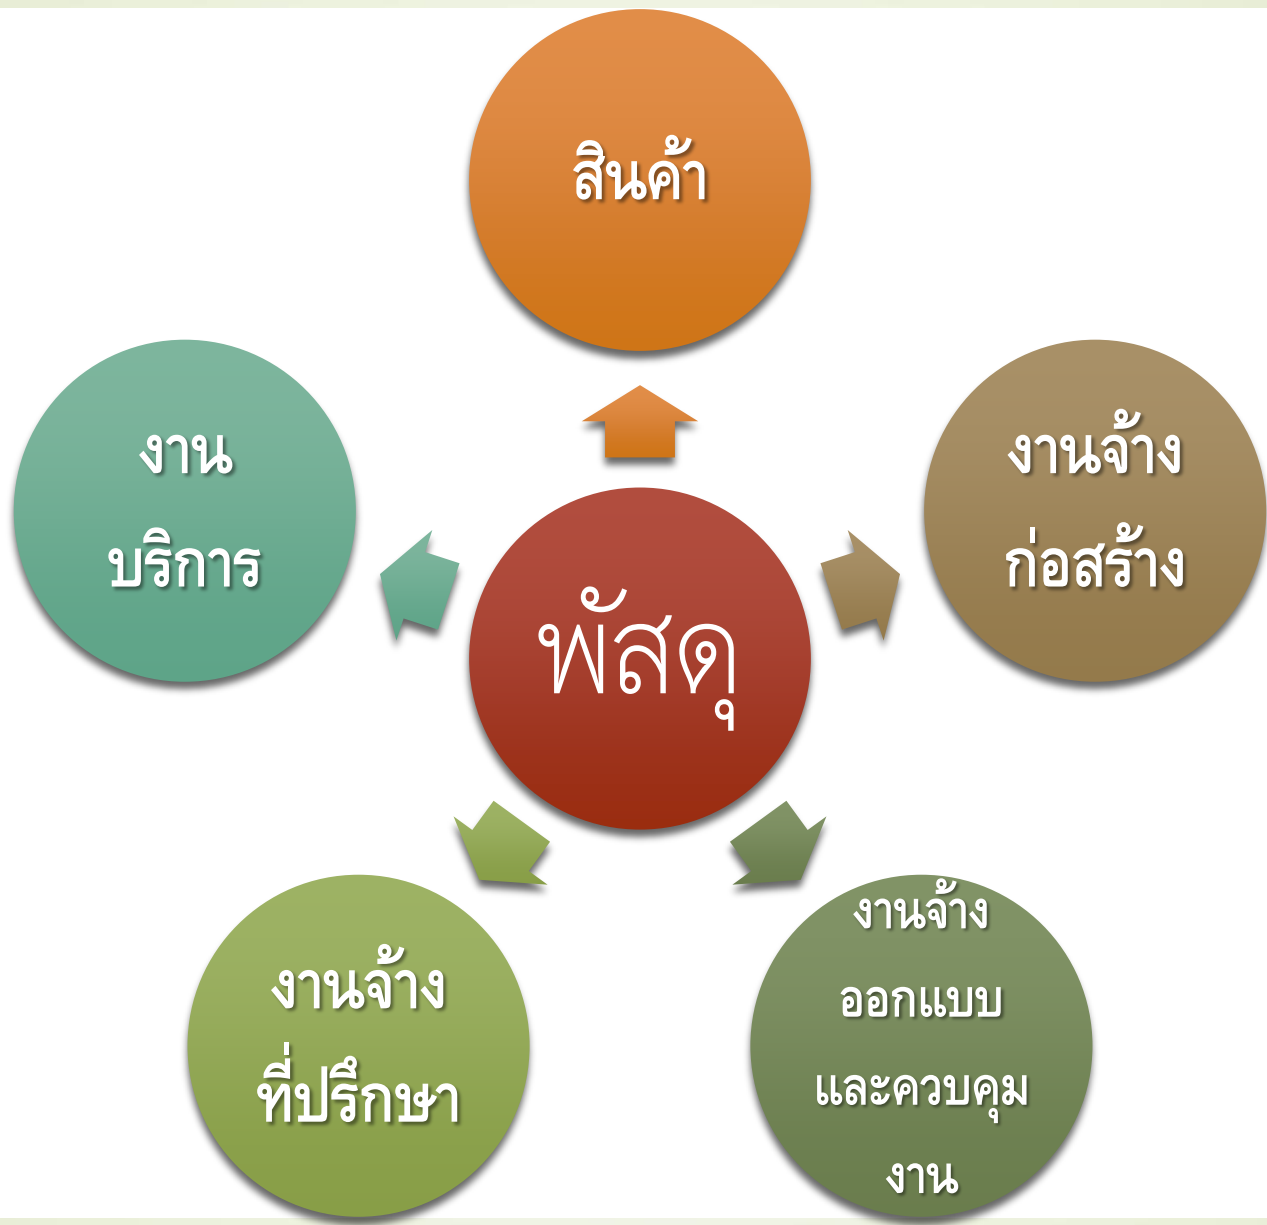 สินค้า
งาน
บริการ
งานจ้าง
ก่อสร้าง
พัสดุ
งานจ้าง
ที่ปรึกษา
งานจ้าง
ออกแบบ
และควบคุม
งาน